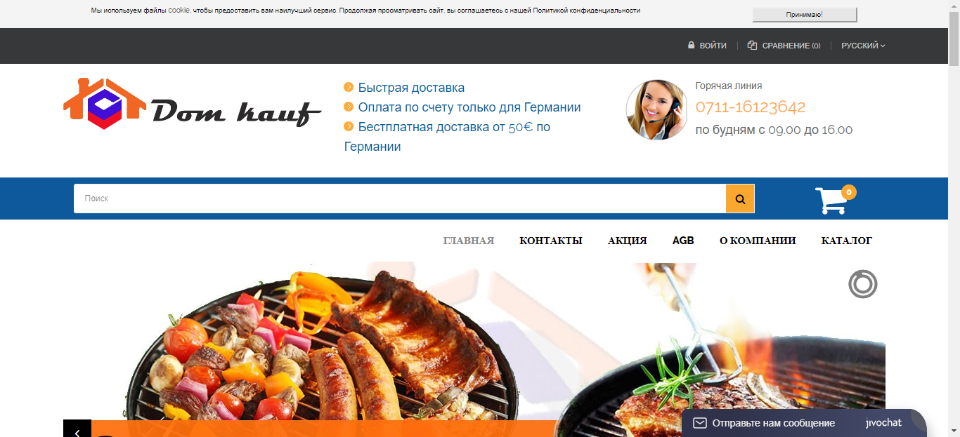 Мы используем файлы cookie, чтобы предоставить вам наилучший сервис. Продолжая просматривать сайт, вы соглашаетесь с нашей Политикой конфиденциальности
Принимаю!
ВОЙТИ
СРАВНЕНИЕ (0)
РУССКИЙ
Dom kauf
Быстрая доставка
Оплата по счету только для Германии
Бестплатная доставка от 50€ по
Германии
Горячая линия
0711-16123642
по будням с 09.00 до 16.00
Поиск
0
ГЛАВНАЯ
КОНТАКТЫ
АКЦИЯ
AGB
О КОМПАНИИ
КАТАЛОГ
Отправьте нам сообщение
jivochat